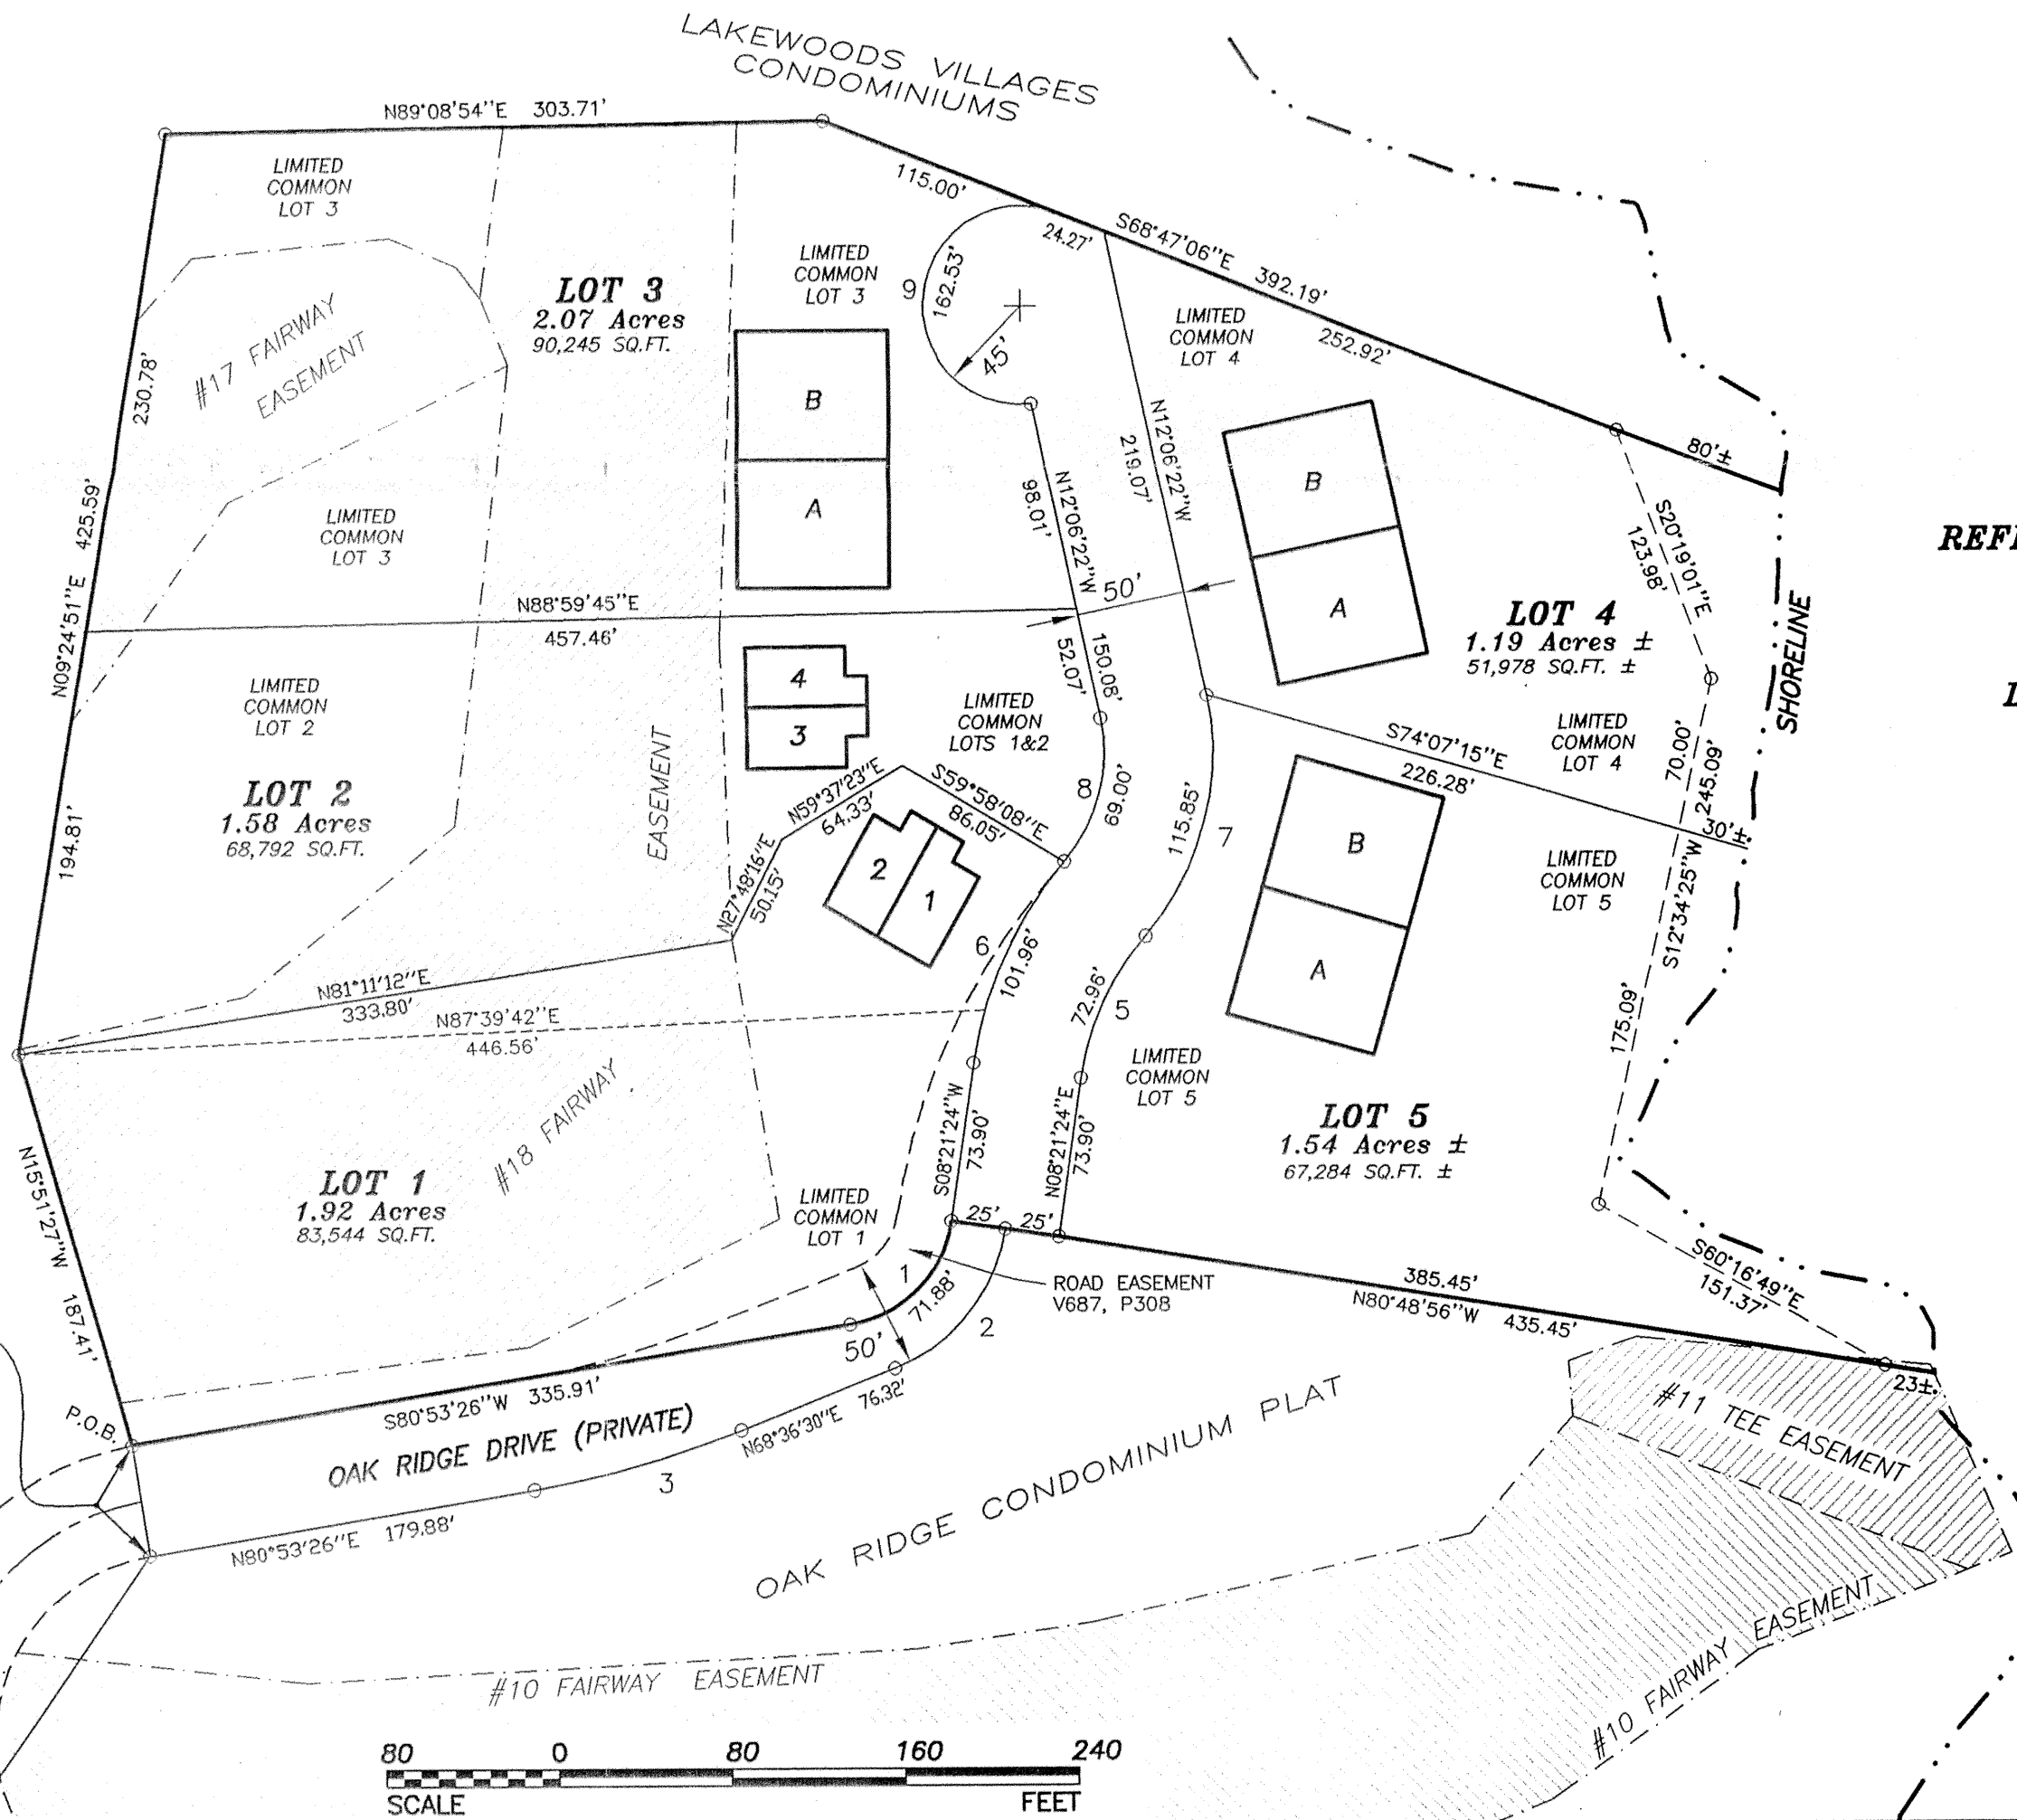 LAKEWOODS VILLAGES
CONDOMINIUMS
N89°08'54"E 303.71'
115.00'
24.27'
S68°47'06"E 392.19'
252.92'
80'±
LIMITED
COMMON
LOT 3
#17 FAIRWAY
EASEMENT
230.78'
LOT 3
2.07 Acres
90,245 SQ.FT.
LIMITED
COMMON
LOT 3
9
162.53'
45'
LIMITED
COMMON
LOT 4
B
A
N12°06'22"W
98.01'
N12°06'22"W
219.07'
B
A
S20°19'01"E
123.98'
REF
LIMITED
COMMON
LOT 3
N09°24'51"E 425.59'
N88°59'45"E
457.46'
50'
LOT 4
1.19 Acres ±
51,978 SQ.FT. ±
SHORELINE
LIMITED
COMMON
LOT 2
4
3
EASEMENT
LIMITED
COMMON
LOTS 1&2
52.07'
150.08'
S74°07'15"E
226.28'
LIMITED
COMMON
LOT 4
70.00'
245.09'
30'±
S12°34'25"W
LOT 2
1.58 Acres
68,792 SQ.FT.
194.81'
N59°37'23"E
64.33'
S59°58'08"E
86.05'
8
69.00'
115.85'
7
B
A
LIMITED
COMMON
LOT 5
N27°48'16"E
50.15'
2
1
6
101.96'
72.96'
5
N81°11'12"E
333.80'
N87°39'42"E
446.56'
175.09'
LIMITED
COMMON
LOT 5
LOT 5
1.54 Acres ±
67,284 SQ.FT. ±
#18 FAIRWAY
S08°21'24"W
73.90'
N08°21'24"E
73.90'
N15°51'27"W 187.41'
LOT 1
1.92 Acres
83,544 SQ.FT.
LIMITED
COMMON
LOT 1
25'
25'
1
71.88'
ROAD EASEMENT
V687, P308
2
385.45'
N80°48'56"W 435.45'
S60°16'49"E
151.37'
23±
P.O.B.
50'
S80°53'26"W 335.91'
OAK RIDGE DRIVE (PRIVATE)
N68°36'30"E 76.32'
3
N80°53'26"E 179.88'
OAK RIDGE CONDOMINIUM PLAT
#11 TEE EASEMENT
#10 FAIRWAY EASEMENT
#10 FAIRWAY EASEMENT
80 0 80 160 240
SCALE FEET